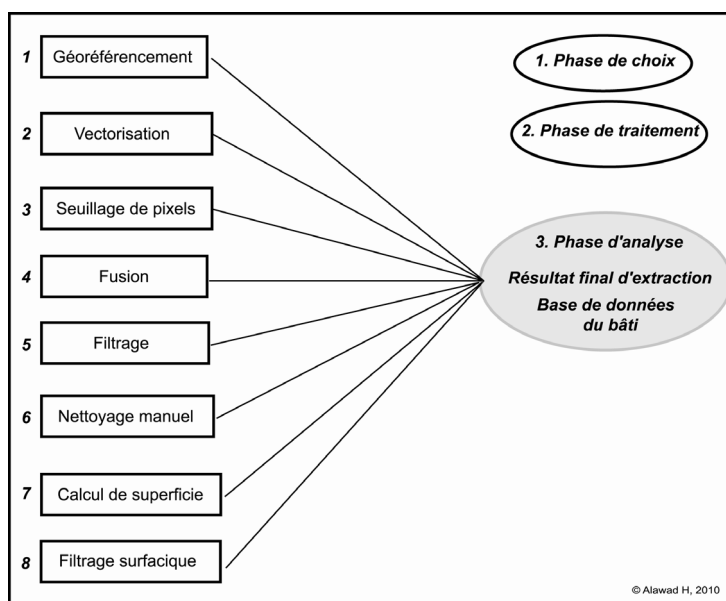 1 Géoréférencement
2 Vectorisation
3 Seuillage de pixels
4 Fusion
5 Filtrage
6 Nettoyage manuel
7 Calcul de superficie
8 Filtrage surfacique
1. Phase de choix
2. Phase de traitement
3. Phase d'analyse
Résultat final d'extraction
Base de données
du bâti
© Alawad H, 2010